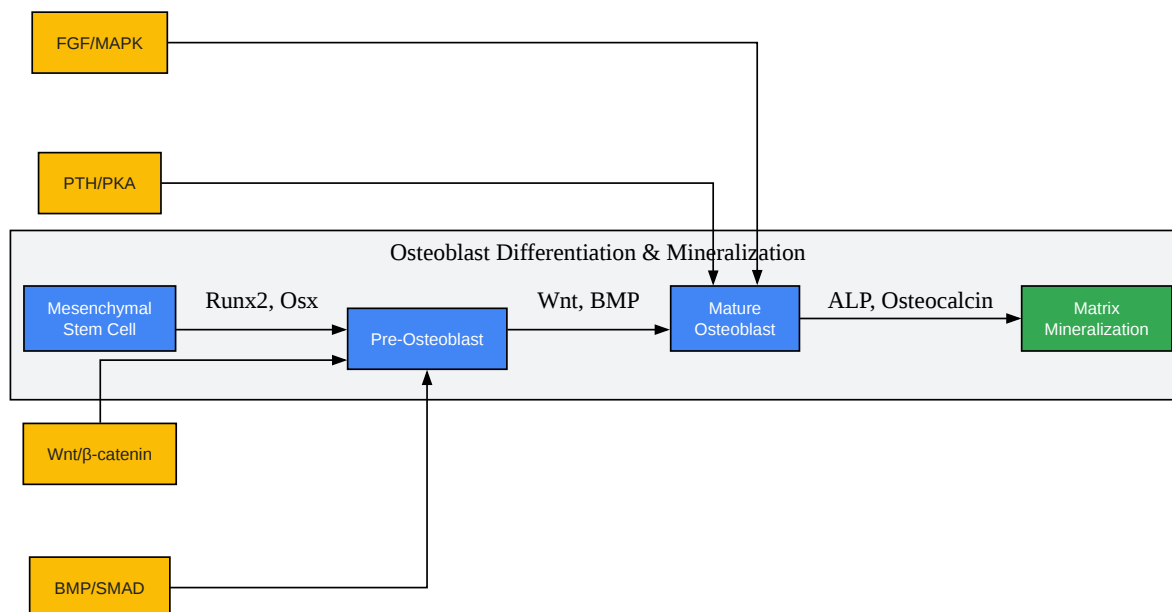 FGF/MAPK
PTH/PKA
Osteoblast Differentiation & Mineralization
Mesenchymal
Stem Cell
Runx2, Osx
Pre-Osteoblast
Wnt, BMP
Mature
Osteoblast
ALP, Osteocalcin
Matrix
Mineralization
Wnt/β-catenin
BMP/SMAD